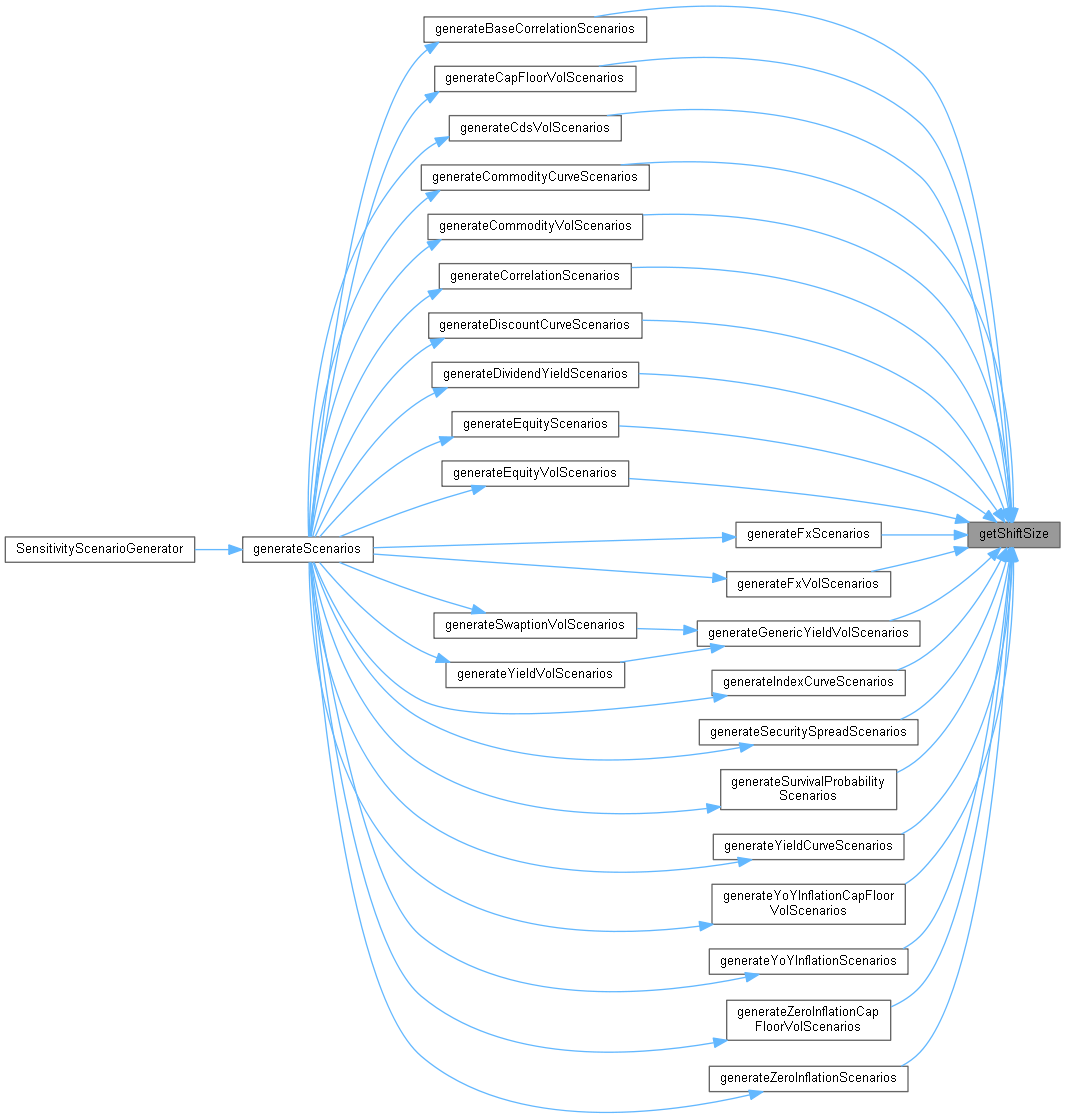 generateBaseCorrelationScenarios
generateCapFloorVolScenarios
generateCdsVolScenarios
generateCommodityCurveScenarios
generateCommodityVolScenarios
generateCorrelationScenarios
generateDiscountCurveScenarios
generateDividendYieldScenarios
generateEquityScenarios
generateEquityVolScenarios
generateFxScenarios
getShiftSize
SensitivityScenarioGenerator
generateScenarios
generateFxVolScenarios
generateSwaptionVolScenarios
generateGenericYieldVolScenarios
generateYieldVolScenarios
generateIndexCurveScenarios
generateSecuritySpreadScenarios
generateSurvivalProbability
Scenarios
generateYieldCurveScenarios
generateYoYInflationCapFloor
VolScenarios
generateYoYInflationScenarios
generateZeroInflationCap
FloorVolScenarios
generateZeroInflationScenarios